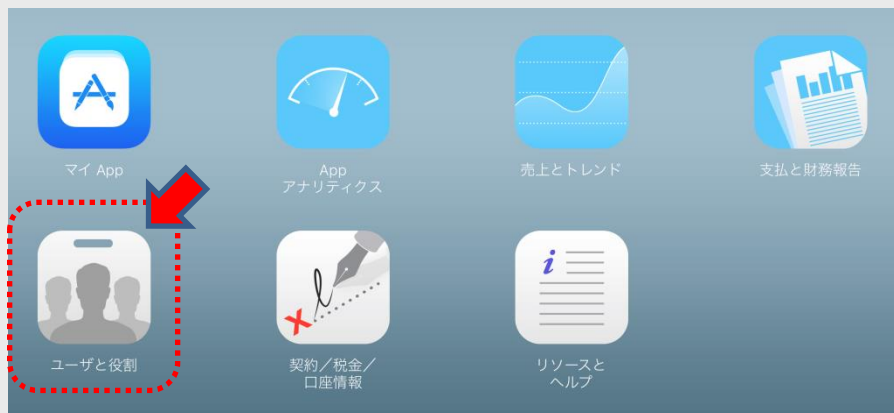 マイ App
App
アナリティクス
売上とトレンド
支払と財務報告
ユーザと役割
契約／税金／
口座情報
リソースと
ヘルプ